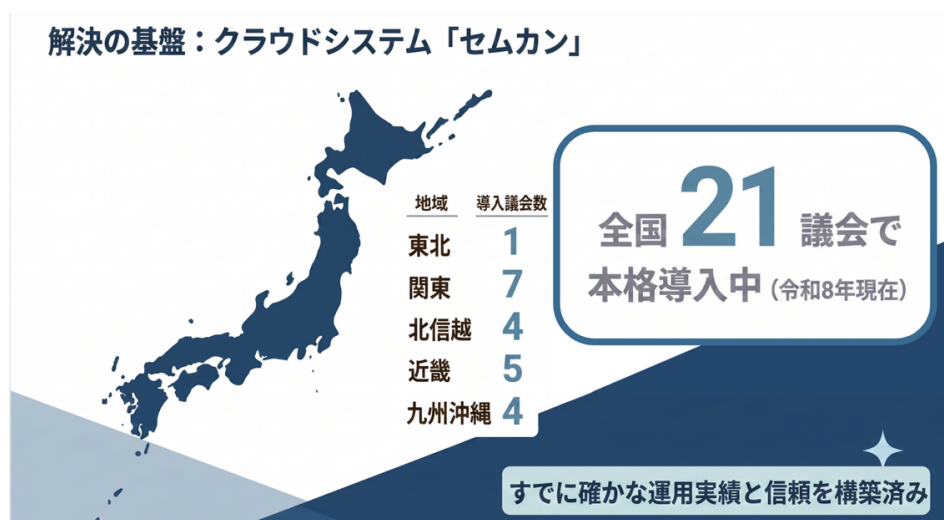 解決の基盤：クラウドシステム「セムカン」
地域 導入議会数
東北 1
関東 7
北信越 4
近畿 5
九州沖縄 4
全国21議会で
本格導入中（令和8年現在）
すでに確かな運用実績と信頼を構築済み